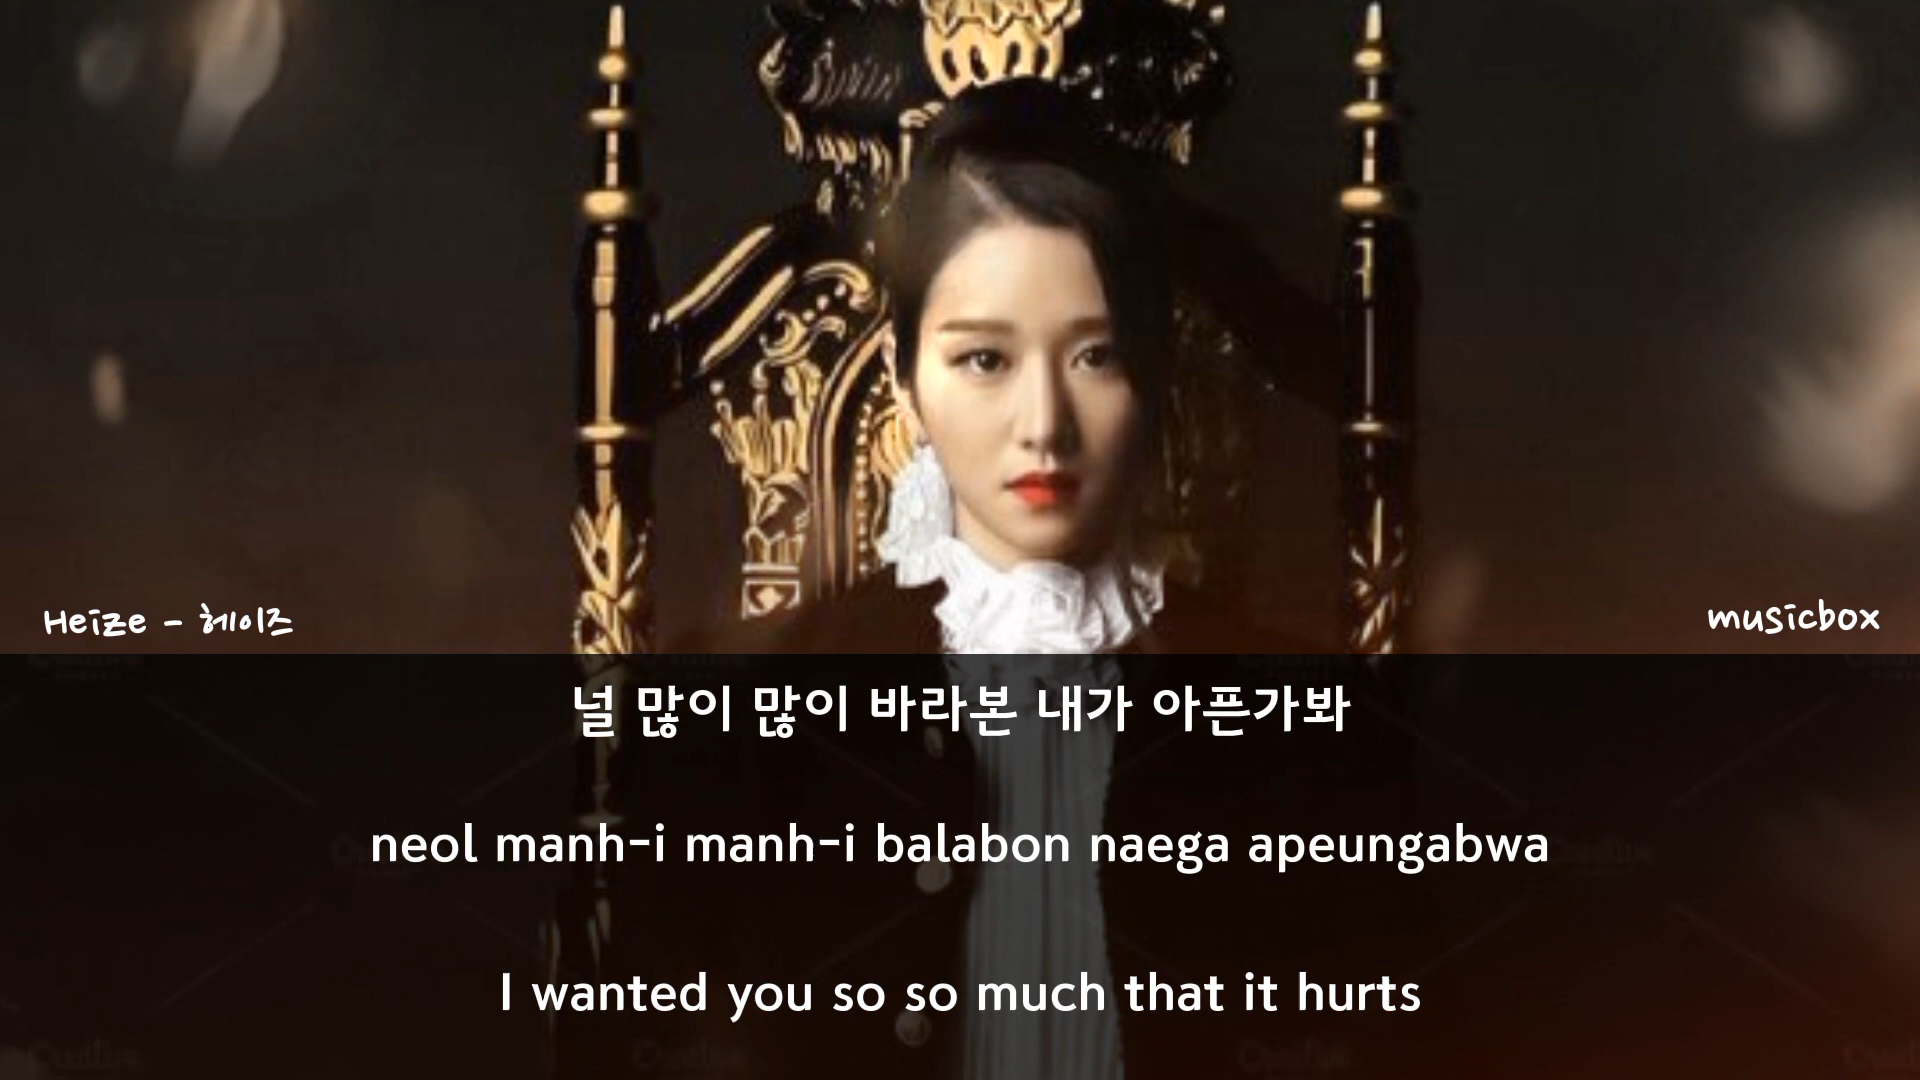 Heize - 헤이즈
musicbox
널 많이 많이 바라본 내가 아픈가봐
neol manh-i manh-i balabon naega apeungabwa
I wanted you so so much that it hurts